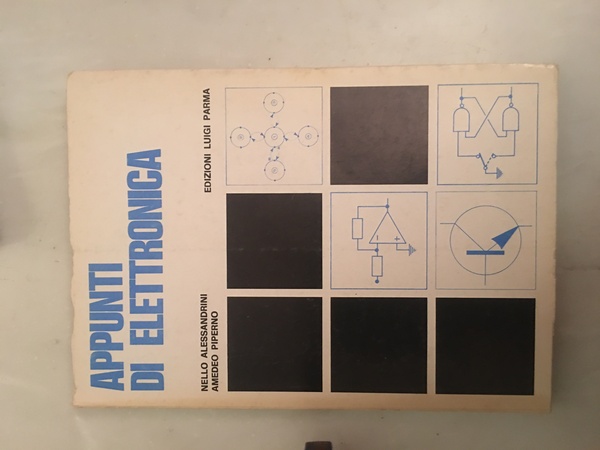 APPUNTI
DI ELETTRONICA
NELLO ALESSANDRINI
AMEDEO PIPERNO
EDIZIONI LUIGI PARMA